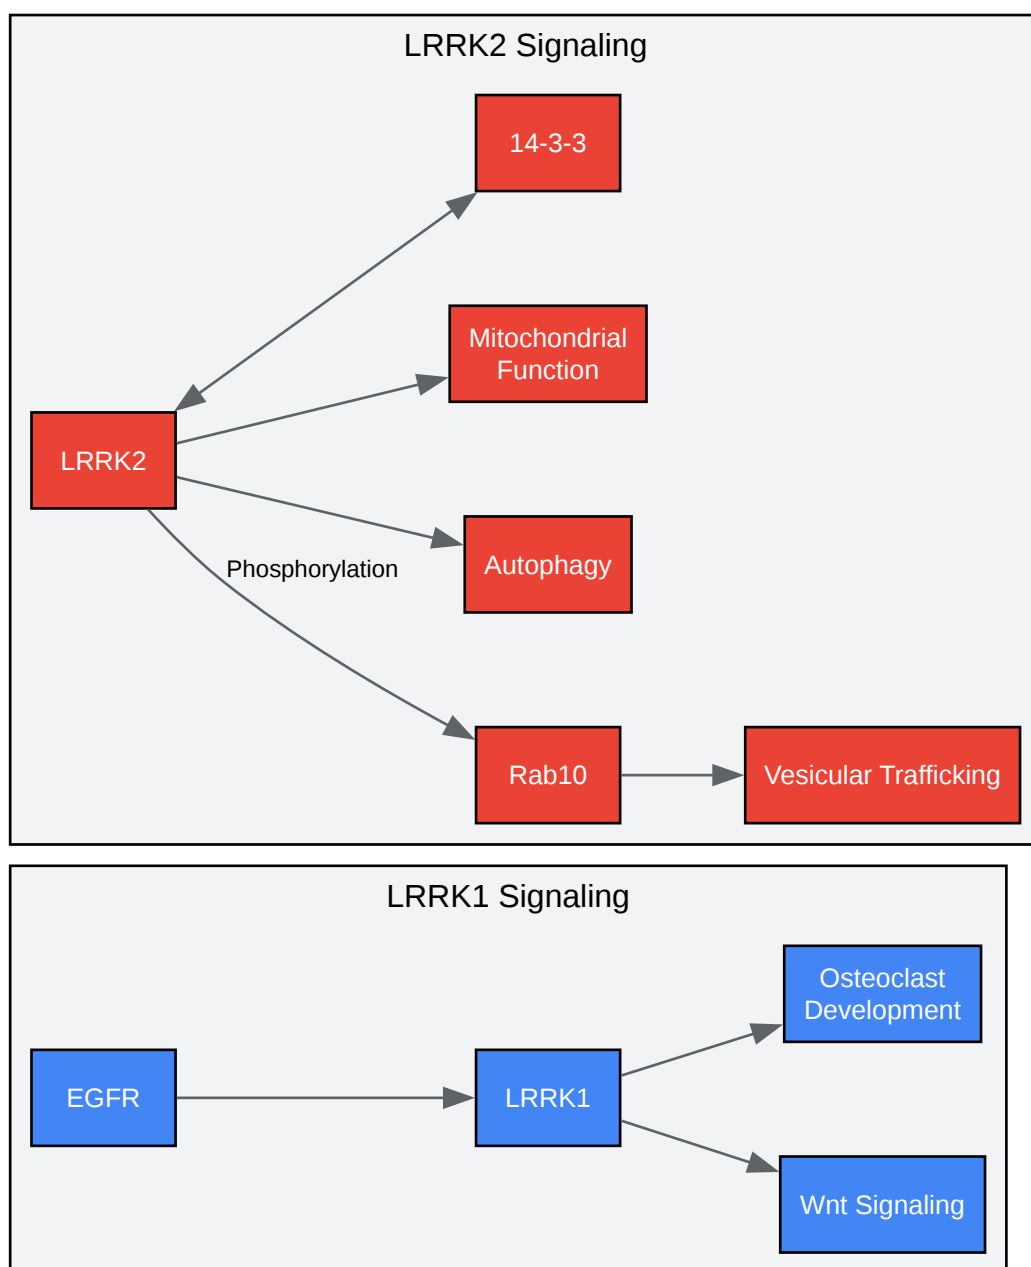 LRRK2 Signaling
14-3-3
Mitochondrial
Function
LRRK2
Autophagy
Phosphorylation
Rab10
Vesicular Trafficking
LRRK1 Signaling
Osteoclast
Development
EGFR
LRRK1
Wnt Signaling